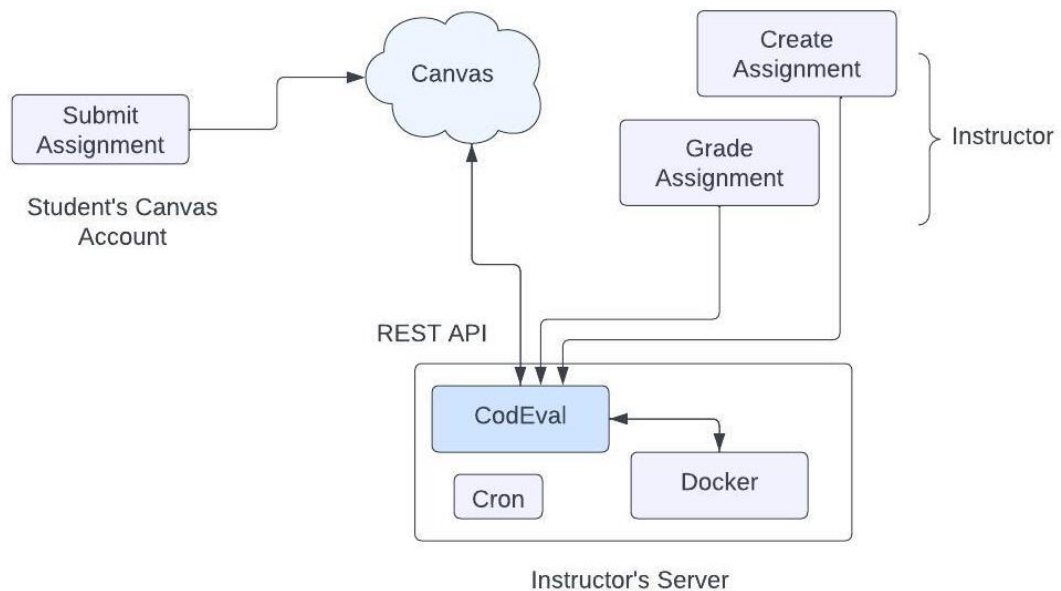 Canvas
Create
Assignment
Submit
Assignment
Grade
Assignment
Instructor
Student's Canvas
Account
REST API
CodEval
Docker
Cron
Instructor's Server